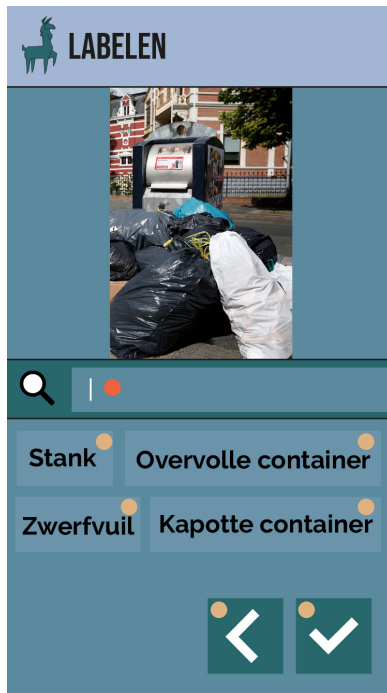 LABELEN
Stank
Overvolle container
Zwerfvuil
Kapotte container